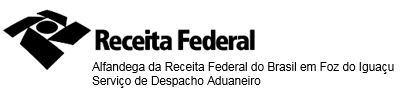 Receita Federal
Alfandega da Receita Federal do Brasil em Foz do Iguaçu
Serviço de Despacho Aduaneiro